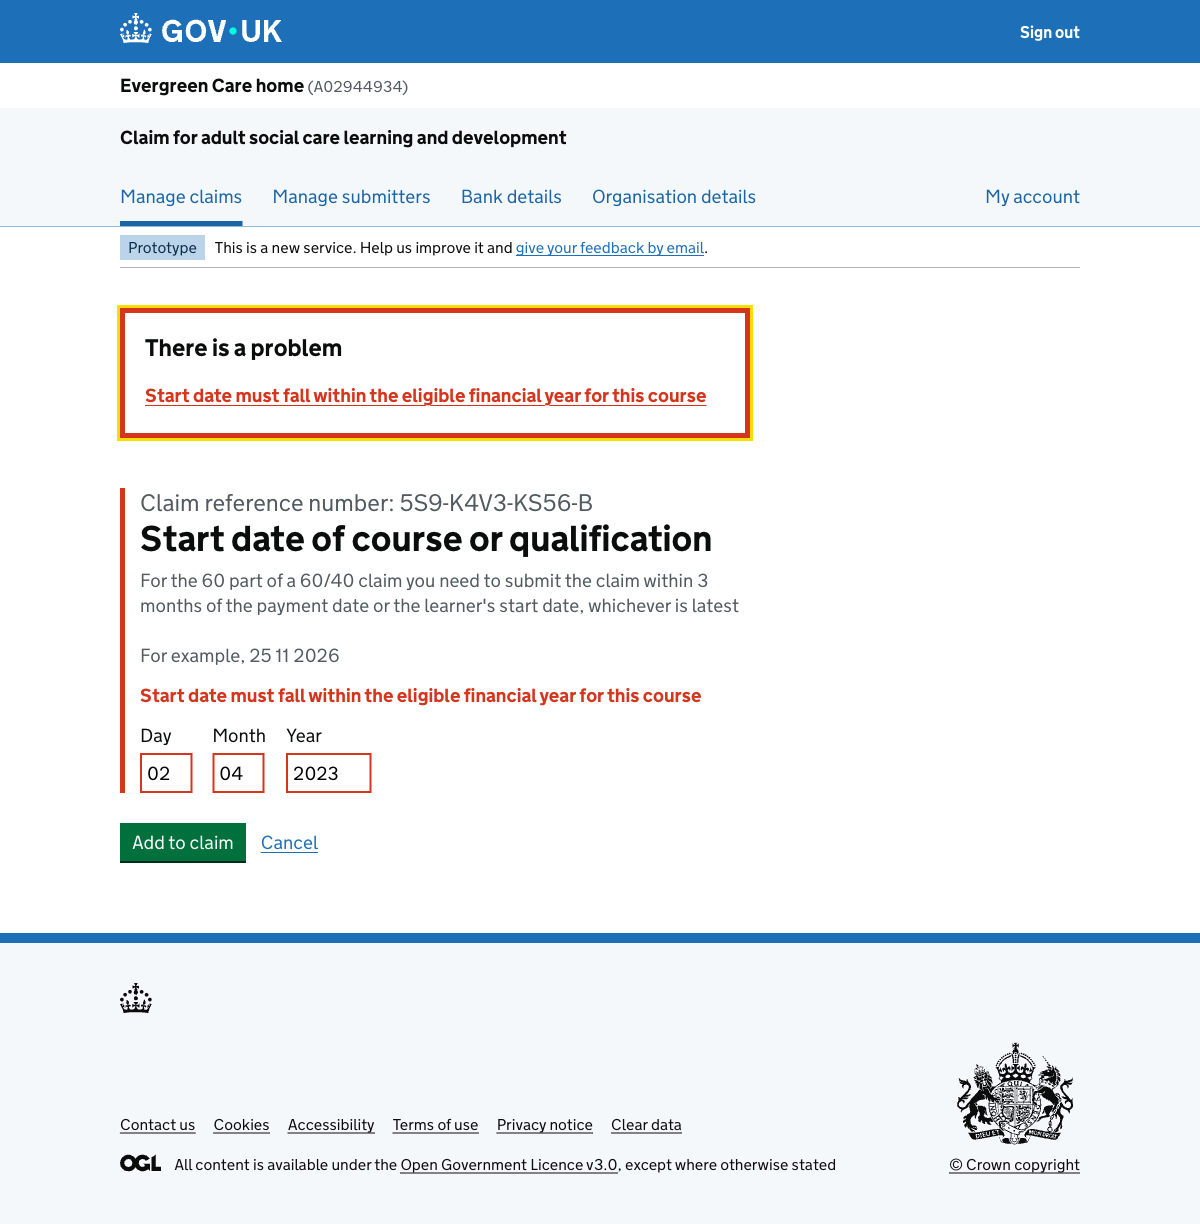 GOV·UK
Sign out
Evergreen Care home (A02944934)
Claim for adult social care learning and development
Manage claims Manage submitters Bank details Organisation details My account
Prototype This is a new service. Help us improve it and give your feedback by email.
There is a problem
Start date must fall within the eligible financial year for this course
Claim reference number: 5S9-K4V3-KS56-B
Start date of course or qualification
For the 60 part of a 60/40 claim you need to submit the claim within 3
months of the payment date or the learner's start date, whichever is latest
For example, 25 11 2026
Start date must fall within the eligible financial year for this course
Day Month Year
02 04 2023
Add to claim Cancel
Contact us Cookies Accessibility Terms of use Privacy notice Clear data
OGL All content is available under the Open Government Licence v3.0, except where otherwise stated
© Crown copyright